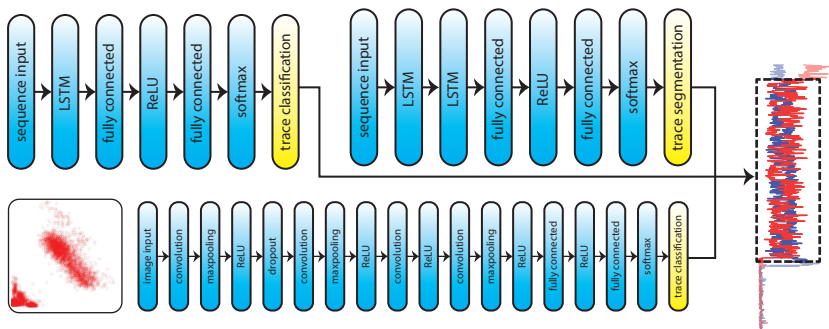 sequence input
LSTM
fully connected
ReLU
fully connected
softmax
trace classification
sequence input
LSTM
LSTM
fully connected
ReLU
fully connected
softmax
trace segmentation
image input
convolution
maxpooling
ReLU
dropout
convolution
maxpooling
ReLU
convolution
ReLU
convolution
maxpooling
ReLU
fully connected
ReLU
fully connected
softmax
trace classification